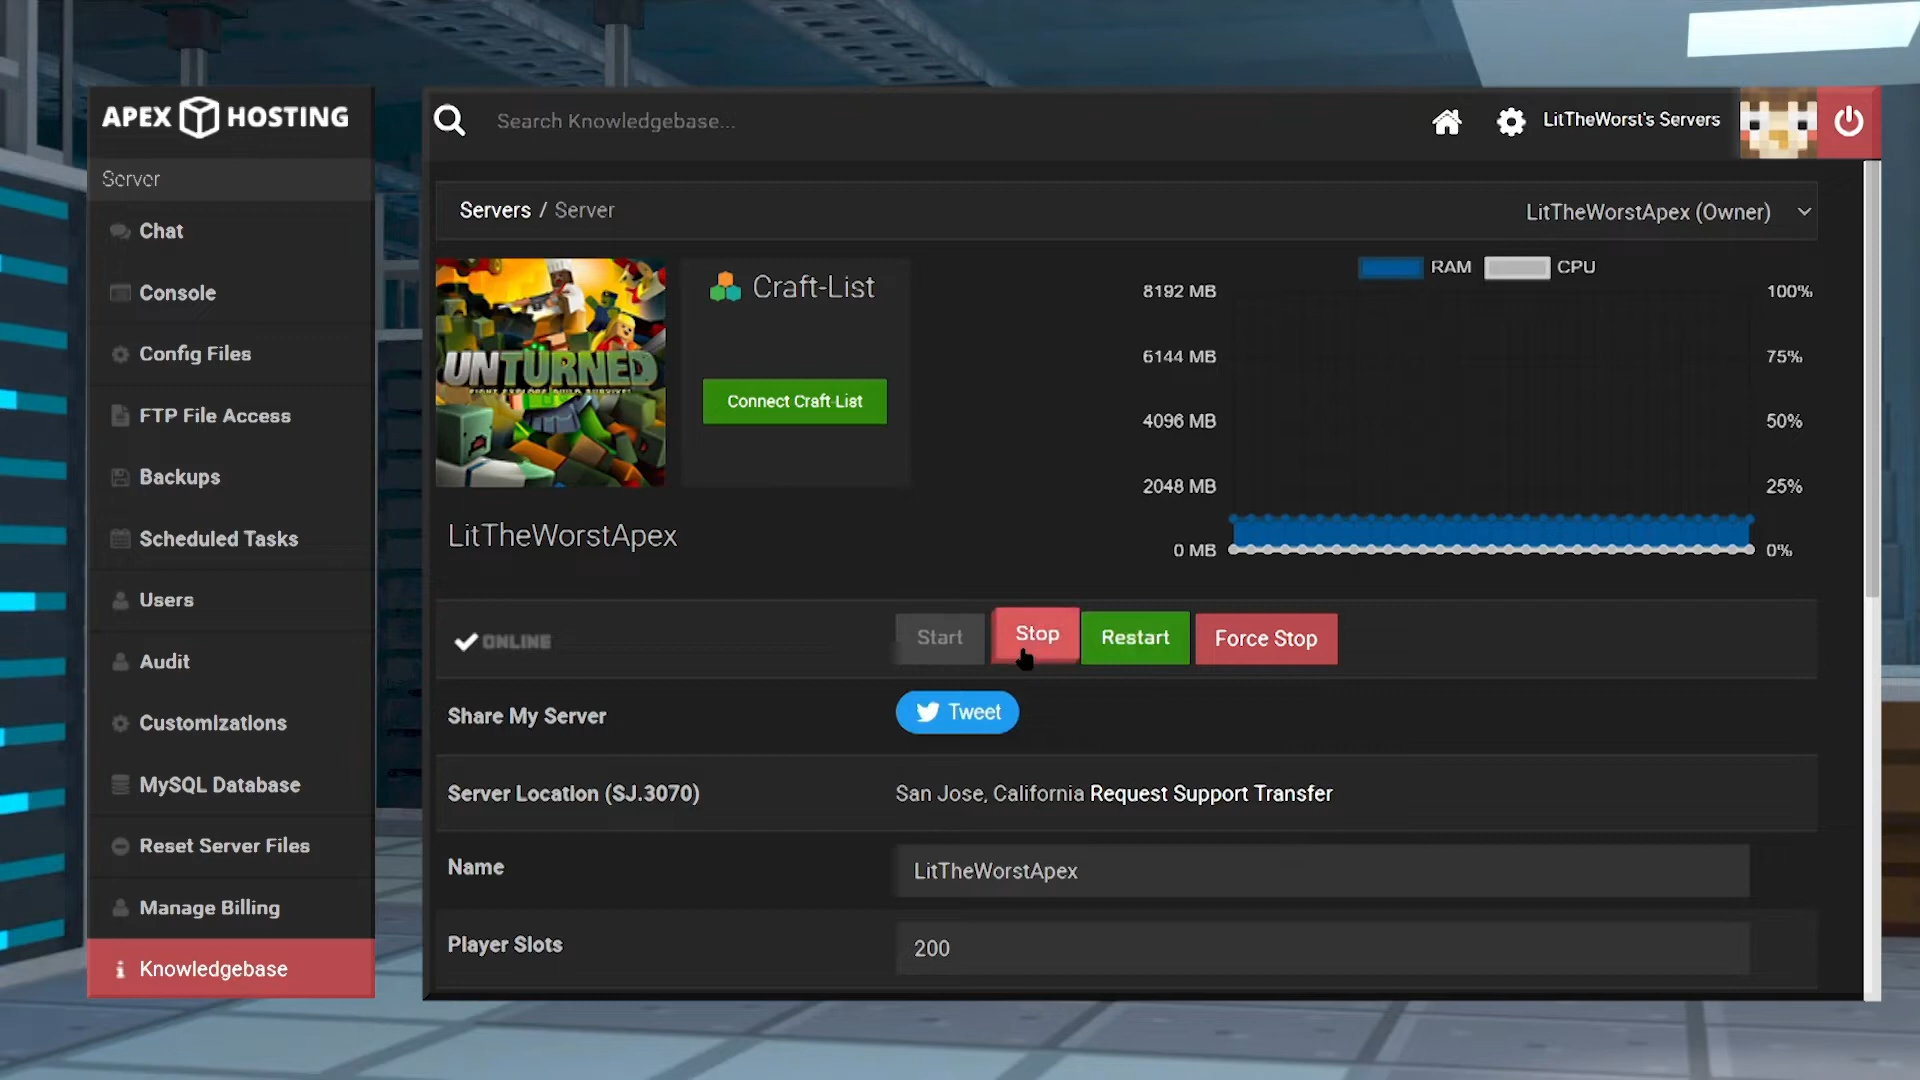 APEX HOSTING
Server
Chat
Console
Config Files
FTP File Access
Backups
Scheduled Tasks
Users
Audit
Customizations
MySQL Database
Reset Server Files
Manage Billing
Knowledgebase
Search Knowledgebase...
LitTheWorst's Servers
Servers / Server
LitTheWorstApex (Owner)
UNTURNED
Craft-List
Connect Craft-List
RAM CPU
8192 MB 100%
6144 MB 75%
4096 MB 50%
2048 MB 25%
0 MB 0%
LitTheWorstApex
ONLINE
Start Stop Restart Force Stop
Share My Server Tweet
Server Location (SJ.3070) San Jose, California Request Support Transfer
Name LitTheWorstApex
Player Slots 200